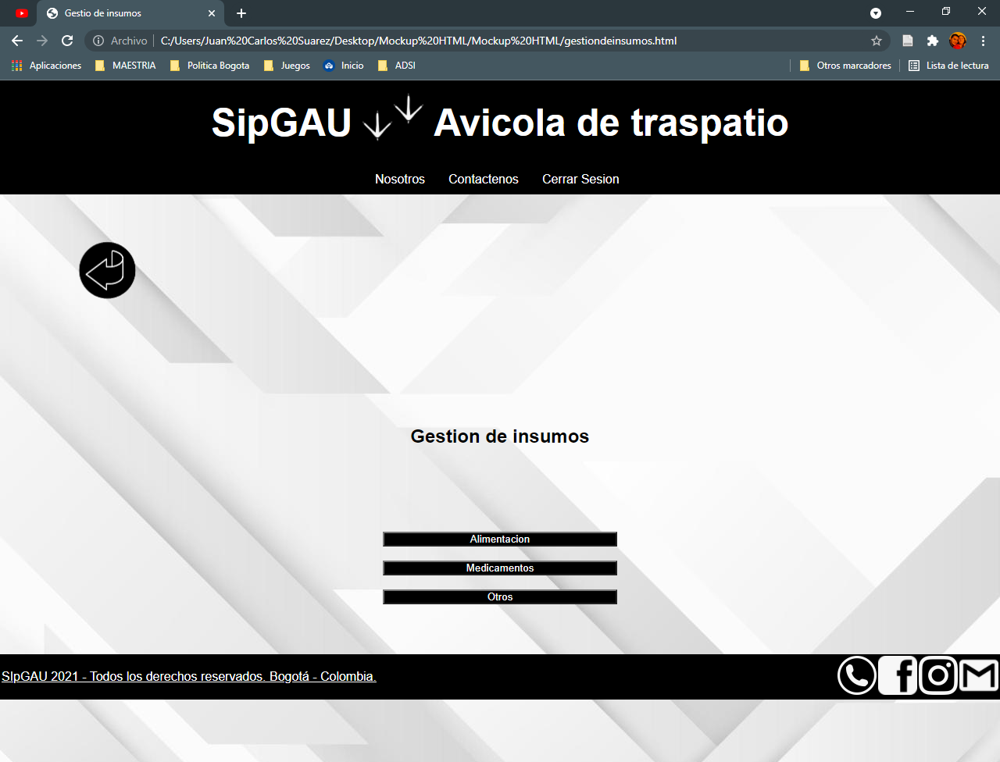 Gestio de insumos
Archivo C:/Users/Juan%20Carlos%20Suarez/Desktop/Mockup%20HTML/Mockup%20HTML/gestiondeinsumos.html
Aplicaciones MAESTRIA Politica Bogota Juegos Inicio ADSI Otros marcadores Lista de lectura
SipGAU Avicola de traspatio
Nosotros Contactenos Cerrar Sesion
Gestion de insumos
Alimentacion
Medicamentos
Otros
SIpGAU 2021 - Todos los derechos reservados. Bogotá - Colombia.